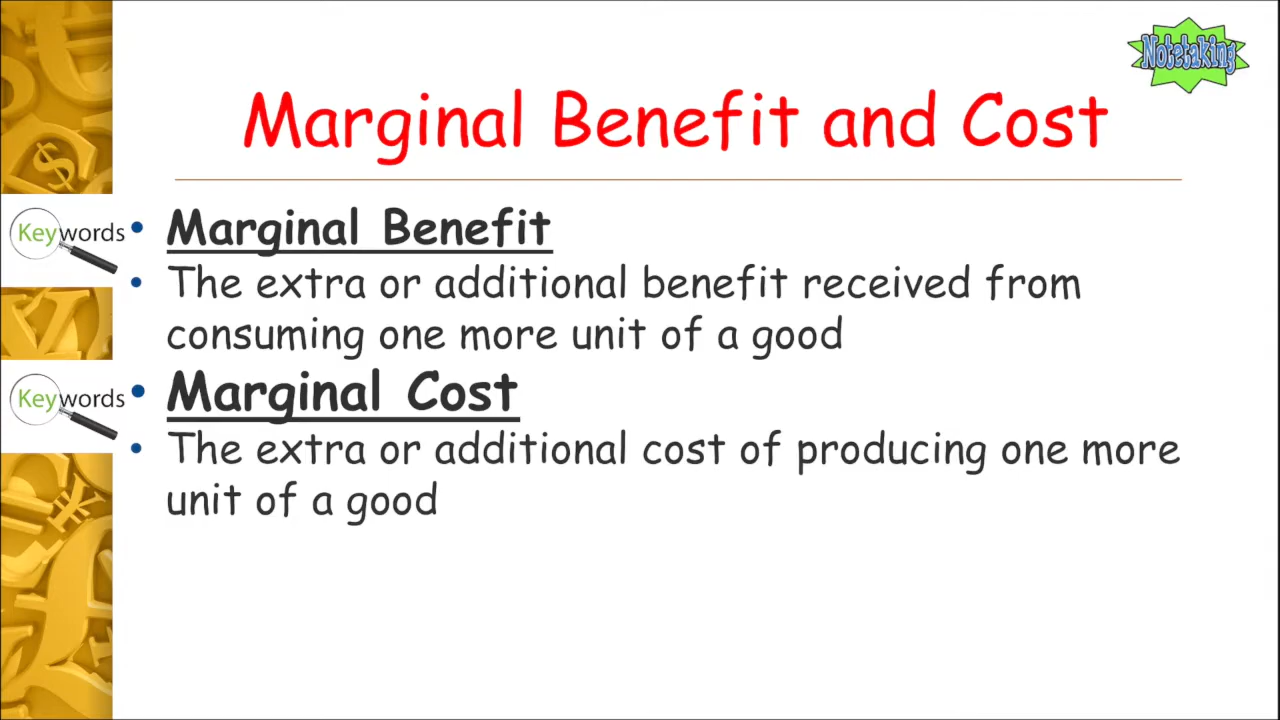 Notetaking
Marginal Benefit and Cost
Keywords
• Marginal Benefit
• The extra or additional benefit received from
consuming one more unit of a good
Keywords
• Marginal Cost
• The extra or additional cost of producing one more
unit of a good